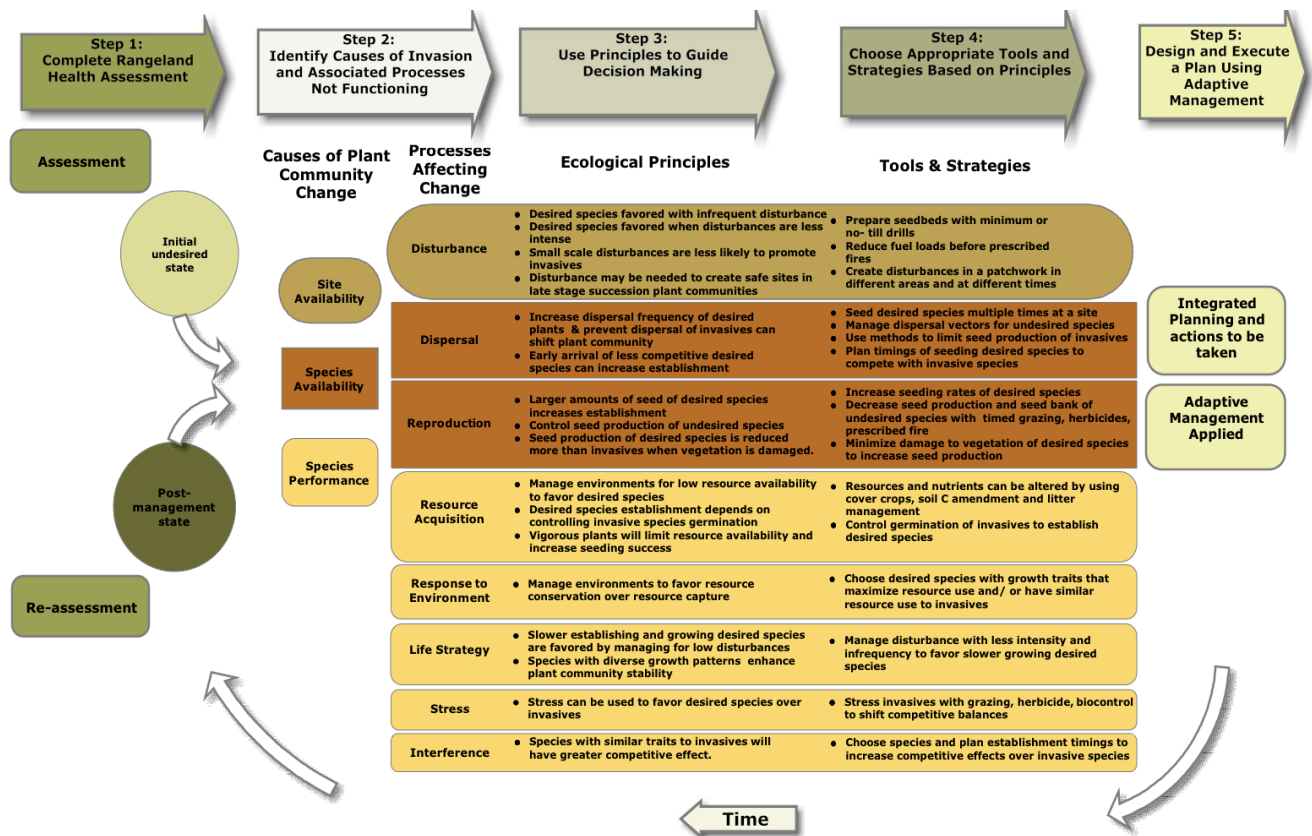 Step 1:
Complete Rangeland
Health Assessment
Step 2:
Identify Causes of Invasion
and Associated Processes
Not Functioning
Step 3:
Use Principles to Guide
Decision Making
Step 4:
Choose Appropriate Tools and
Strategies Based on Principles
Step 5:
Design and Execute
a Plan Using
Adaptive
Management
Assessment
Initial
undesired
state
Post-
management
state
Re-assessment
Causes of Plant
Community
Change
Site
Availability
Species
Availability
Species
Performance
Processes
Affecting
Change
Ecological Principles
Tools & Strategies
Disturbance
● Desired species favored with infrequent disturbance
● Desired species favored when disturbances are less
intense
● Small scale disturbances are less likely to promote
invasives
● Disturbance may be needed to create safe sites in
late stage succession plant communities
● Prepare seedbeds with minimum or
no- till drills
● Reduce fuel loads before prescribed
fires
● Create disturbances in a patchwork in
different areas and at different times
Dispersal
● Increase dispersal frequency of desired
plants & prevent dispersal of invasives can
shift plant community
● Early arrival of less competitive desired
species can increase establishment
● Seed desired species multiple times at a site
● Manage dispersal vectors for undesired species
● Use methods to limit seed production of invasives
● Plan timings of seeding desired species to
compete with invasive species
Reproduction
● Larger amounts of seed of desired species
increases establishment
● Control seed production of undesired species
● Seed production of desired species is reduced
more than invasives when vegetation is damaged.
● Increase seeding rates of desired species
● Decrease seed production and seed bank of
undesired species with timed grazing, herbicides,
prescribed fire
● Minimize damage to vegetation of desired species
to increase seed production
Resource
Acquisition
● Manage environments for low resource availability
to favor desired species
● Desired species establishment depends on
controlling invasive species germination
● Vigorous plants will limit resource availability and
increase seeding success
● Resources and nutrients can be altered by using
cover crops, soil C amendment and litter
management
● Control germination of invasives to establish
desired species
Response to
Environment
● Manage environments to favor resource
conservation over resource capture
● Choose desired species with growth traits that
maximize resource use and/ or have similar
resource use to invasives
Life Strategy
● Slower establishing and growing desired species
are favored by managing for low disturbances
● Species with diverse growth patterns enhance
plant community stability
● Manage disturbance with less intensity and
infrequency to favor slower growing desired
species
Stress
● Stress can be used to favor desired species over
invasives
● Stress invasives with grazing, herbicide, biocontrol
to shift competitive balances
Interference
● Species with similar traits to invasives will
have greater competitive effect.
● Choose species and plan establishment timings to
increase competitive effects over invasive species
Integrated
Planning and
actions to be
taken
Adaptive
Management
Applied
Time